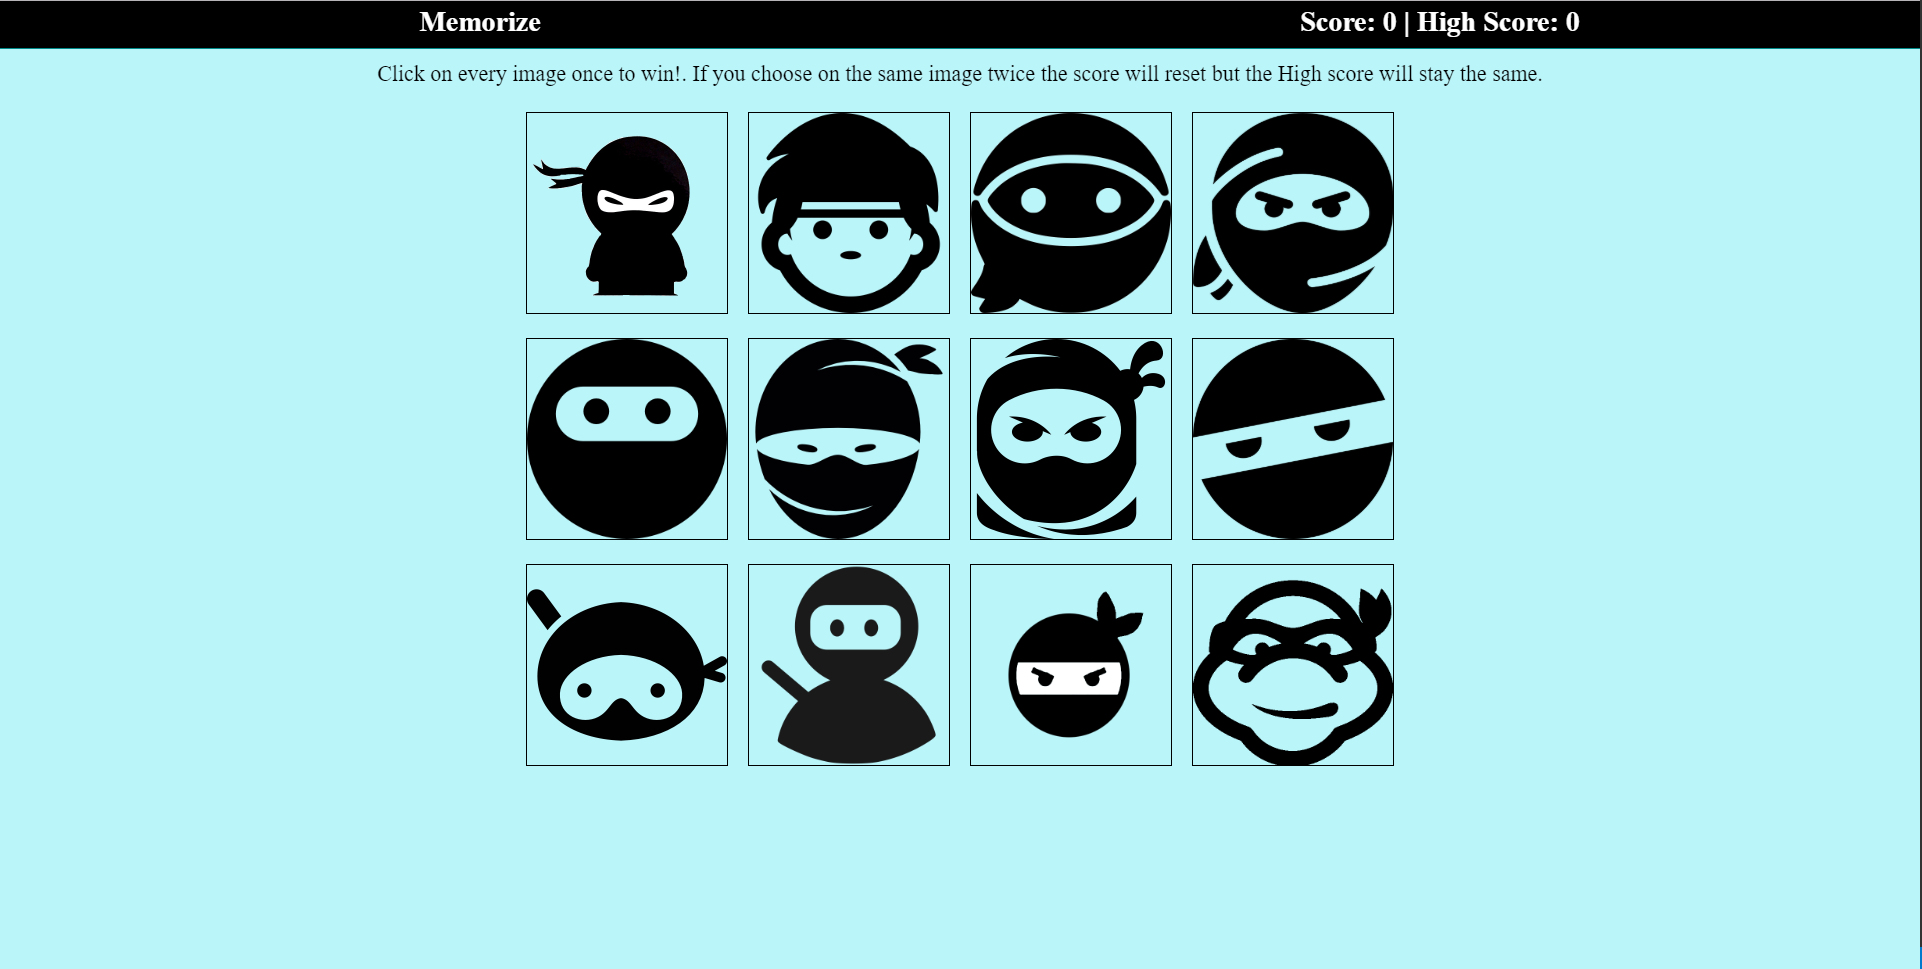 Memorize
Score: 0 | High Score: 0
Click on every image once to win!. If you choose on the same image twice the score will reset but the High score will stay the same.